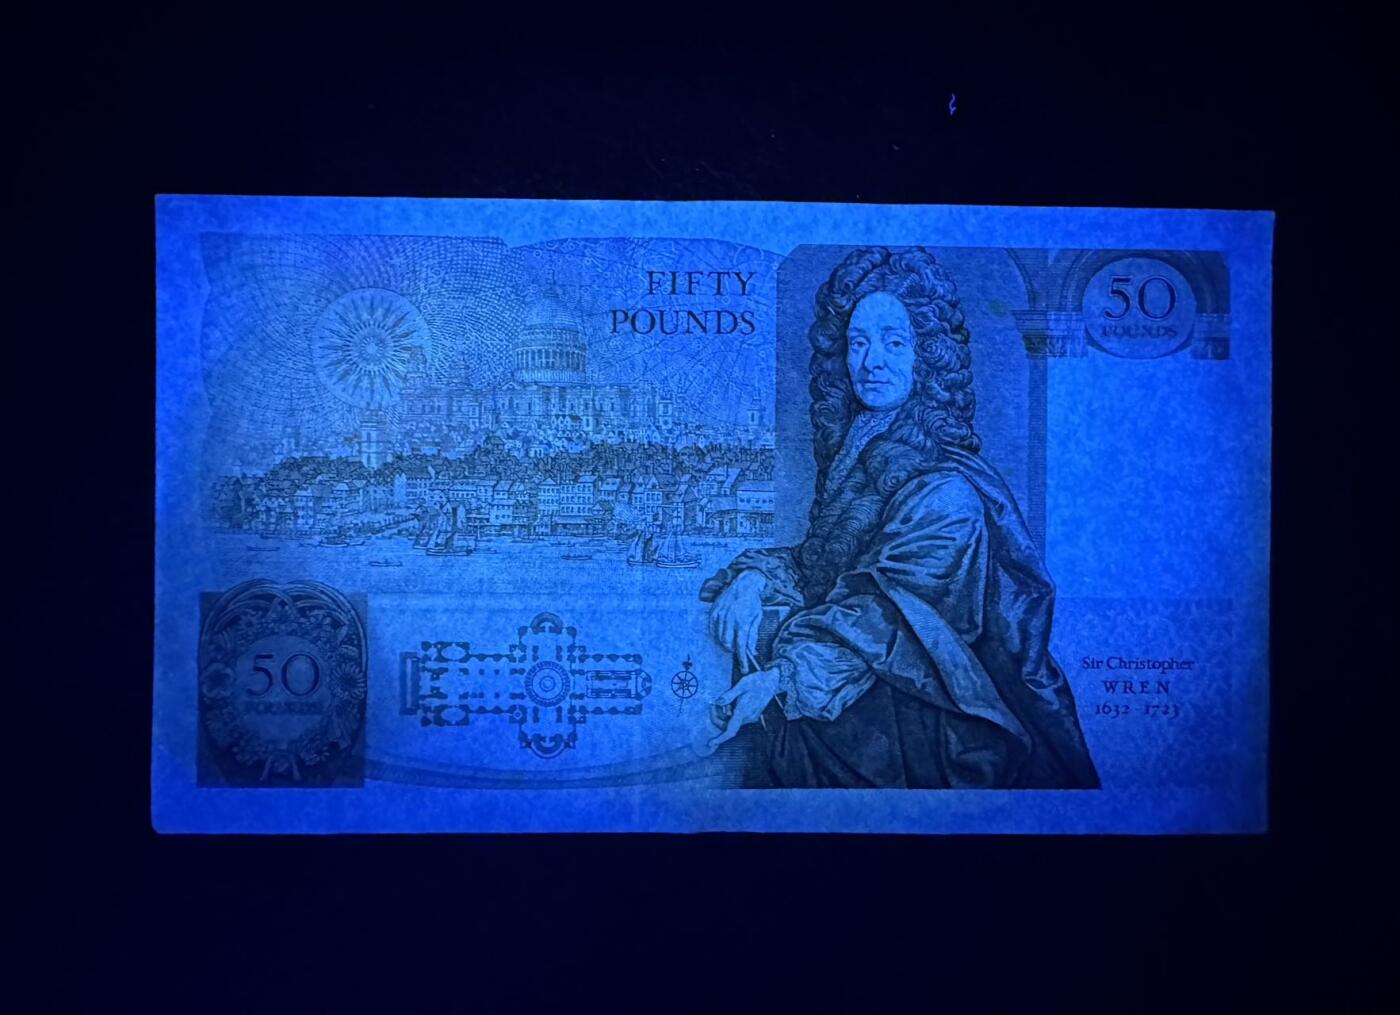 FIFTY
POUNDS
50
POUNDS
50
POUNDS
Sir Christopher
WREN
1632 - 1723